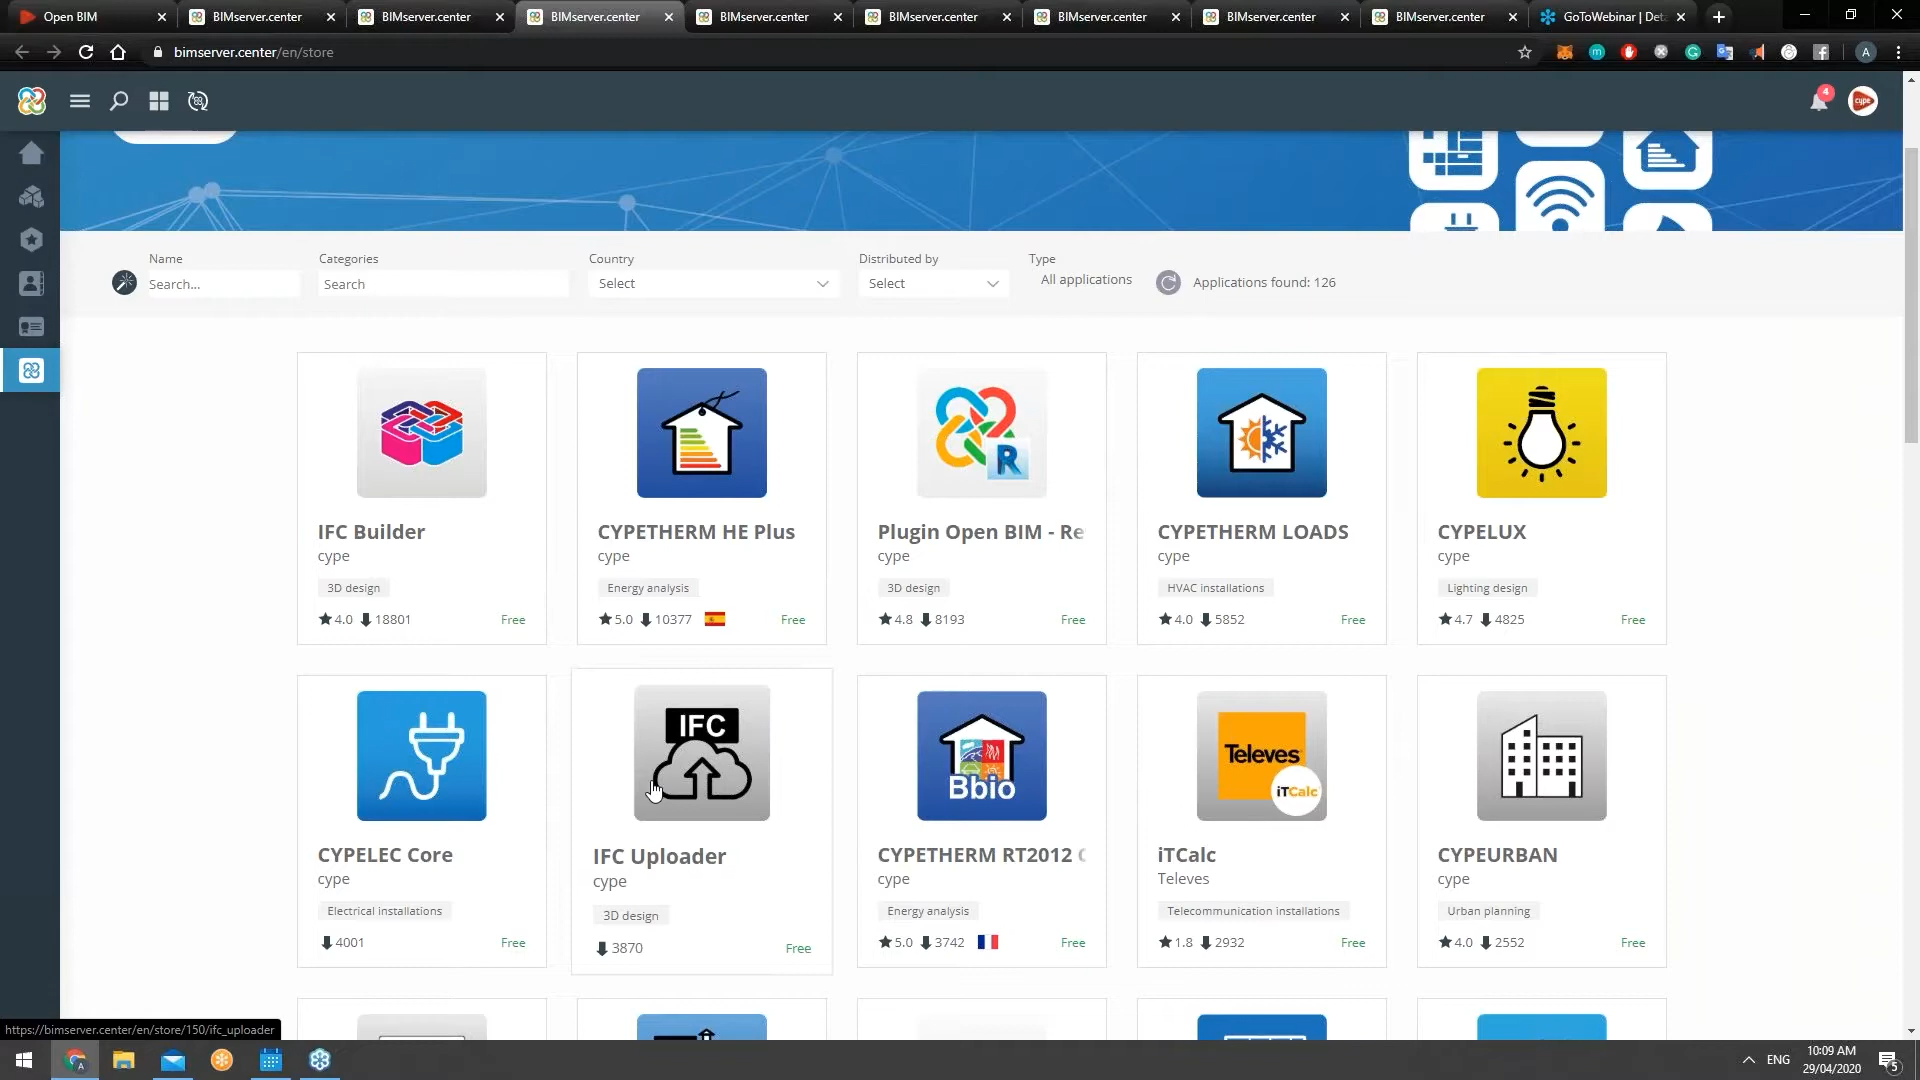 Open BIM
BIMserver.center
BIMserver.center
BIMserver.center
BIMserver.center
BIMserver.center
BIMserver.center
BIMserver.center
BIMserver.center
GoToWebinar | Deta
bimserver.center/en/store
A
4
cype
Name
Categories
Country
Distributed by
Type
Search...
Search
Select
Select
All applications
Applications found: 126
R
IFC Builder
cype
3D design
4.0 18801 Free
CYPETHERM HE Plus
cype
Energy analysis
5.0 10377 Free
Plugin Open BIM - Re
cype
3D design
4.8 8193 Free
CYPETHERM LOADS
cype
HVAC installations
4.0 5852 Free
CYPELUX
cype
Lighting design
4.7 4825 Free
CYPELEC Core
cype
Electrical installations
4001 Free
IFC
IFC Uploader
cype
3D design
3870 Free
Bbio
CYPETHERM RT2012
cype
Energy analysis
5.0 3742 Free
Televes
iTCalc
iTCalc
Televes
Telecommunication installations
1.8 2932 Free
CYPEURBAN
cype
Urban planning
4.0 2552 Free
https://bimserver.center/en/store/150/ifc_uploader
ENG
10:09 AM
29/04/2020
5